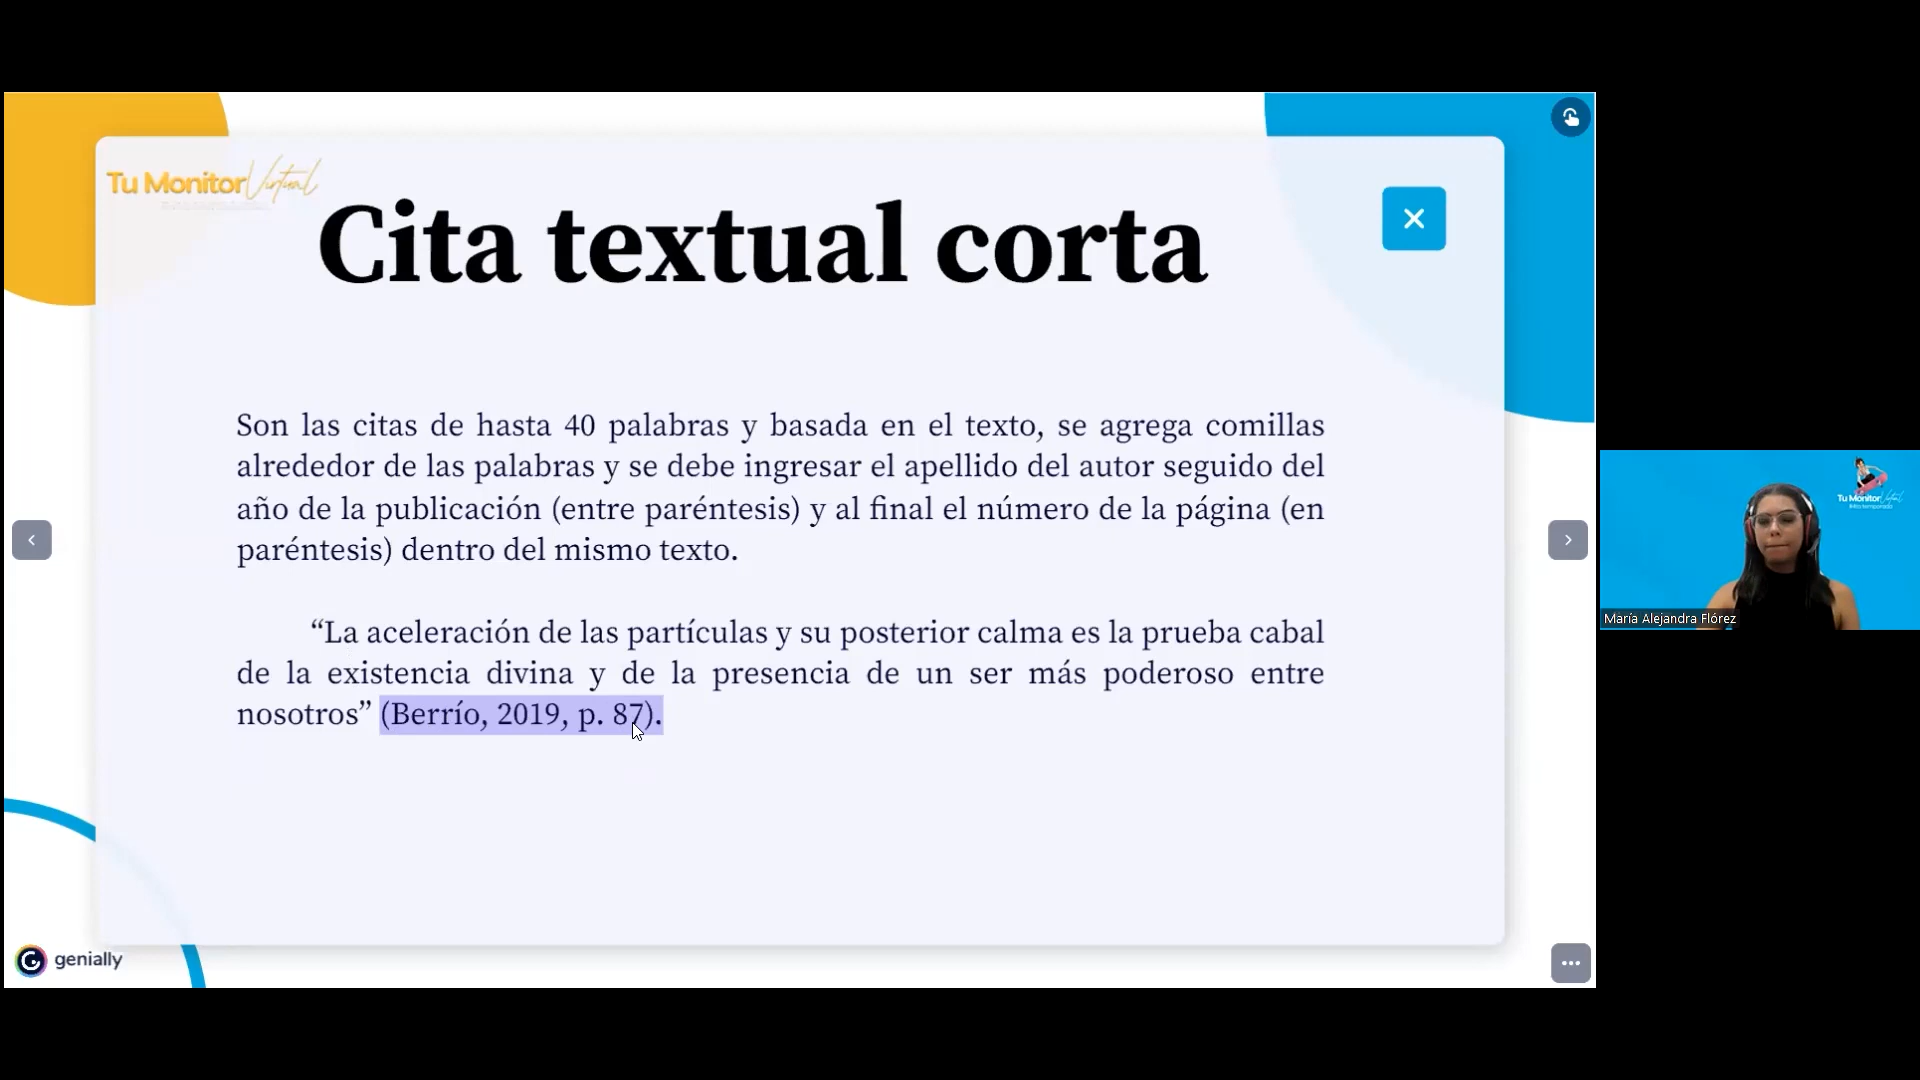 Tu Monitor Virtual
Cita textual corta
Son las citas de hasta 40 palabras y basada en el texto, se agrega comillas
alrededor de las palabras y se debe ingresar el apellido del autor seguido del
año de la publicación (entre paréntesis) y al final el número de la página (en
paréntesis) dentro del mismo texto.
“La aceleración de las partículas y su posterior calma es la prueba cabal
de la existencia divina y de la presencia de un ser más poderoso entre
nosotros” (Berrío, 2019, p. 87).
genially
Tu Monitor Virtual
María Alejandra Flórez